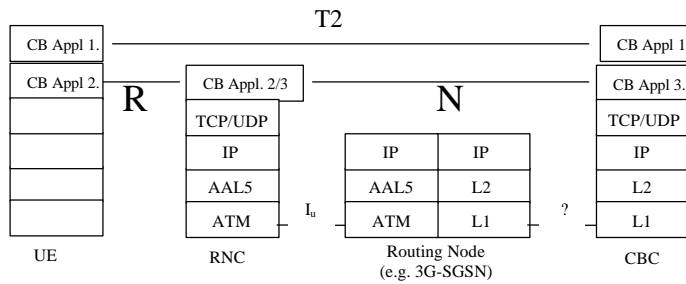 T2
CB Appl 1. CB Appl 1
CB Appl 2. CB Appl. 2/3 CB Appl 3.
R N
TCP/UDP TCP/UDP
IP IP IP IP
AAL5 AAL5 L2 L2
ATM Iu ATM L1 ? L1
UE RNC Routing Node CBC
(e.g. 3G-SGSN)